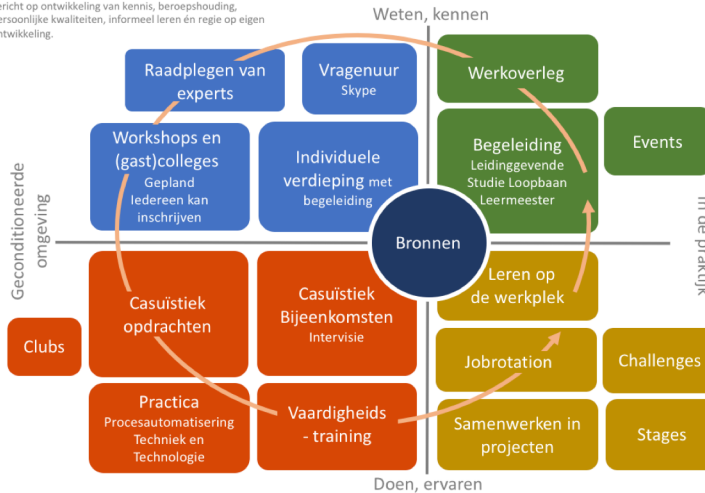 ericht op ontwikkeling van kennis, beroepshouding,
ersoonlijke kwaliteiten, informeel leren én regie op eigen
ntwikkeling.
Weten, kennen
Raadplegen van
experts
Vragenuur
Skype
Werkoverleg
Workshops en
(gast)colleges
Gepland
Iedereen kan
inschrijven
Individuele
verdieping met
begeleiding
Begeleiding
Leidinggevende
Studie Loopbaan
Leermeester
Events
Geconditioneerde
omgeving
Bronnen
in de praktijk
Casuïstiek
opdrachten
Casuïstiek
Bijeenkomsten
Intervisie
Leren op
de werkplek
Clubs
Jobrotation
Challenges
Practica
Procesautomatisering
Techniek en
Technologie
Vaardigheids
- training
Samenwerken in
projecten
Stages
Doen, ervaren